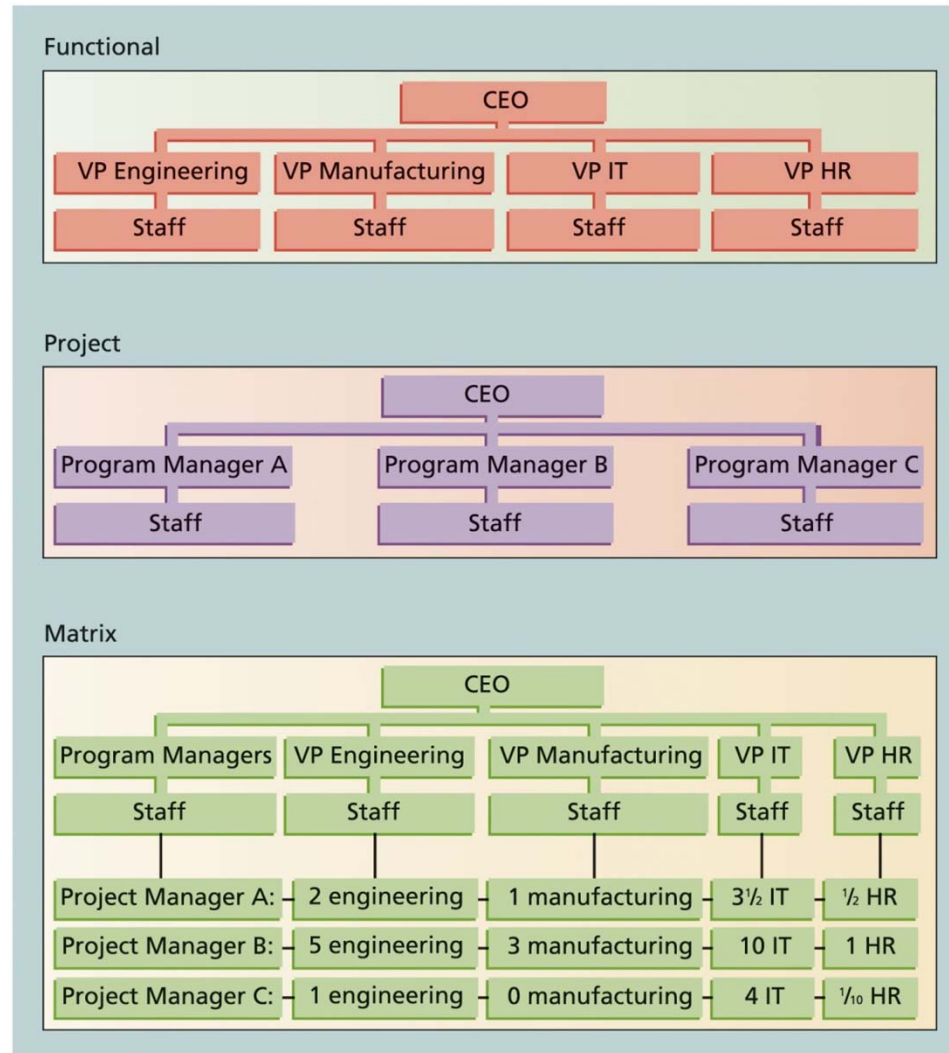 Functional
CEO
VP Engineering VP Manufacturing VP IT VP HR
Staff Staff Staff Staff
Project
CEO
Program Manager A Program Manager B Program Manager C
Staff Staff Staff
Matrix
CEO
Program Managers VP Engineering VP Manufacturing VP IT VP HR
Staff Staff Staff Staff Staff
Project Manager A: 2 engineering 1 manufacturing 3½ IT ½ HR
Project Manager B: 5 engineering 3 manufacturing 10 IT 1 HR
Project Manager C: 1 engineering 0 manufacturing 4 IT 1/10 HR